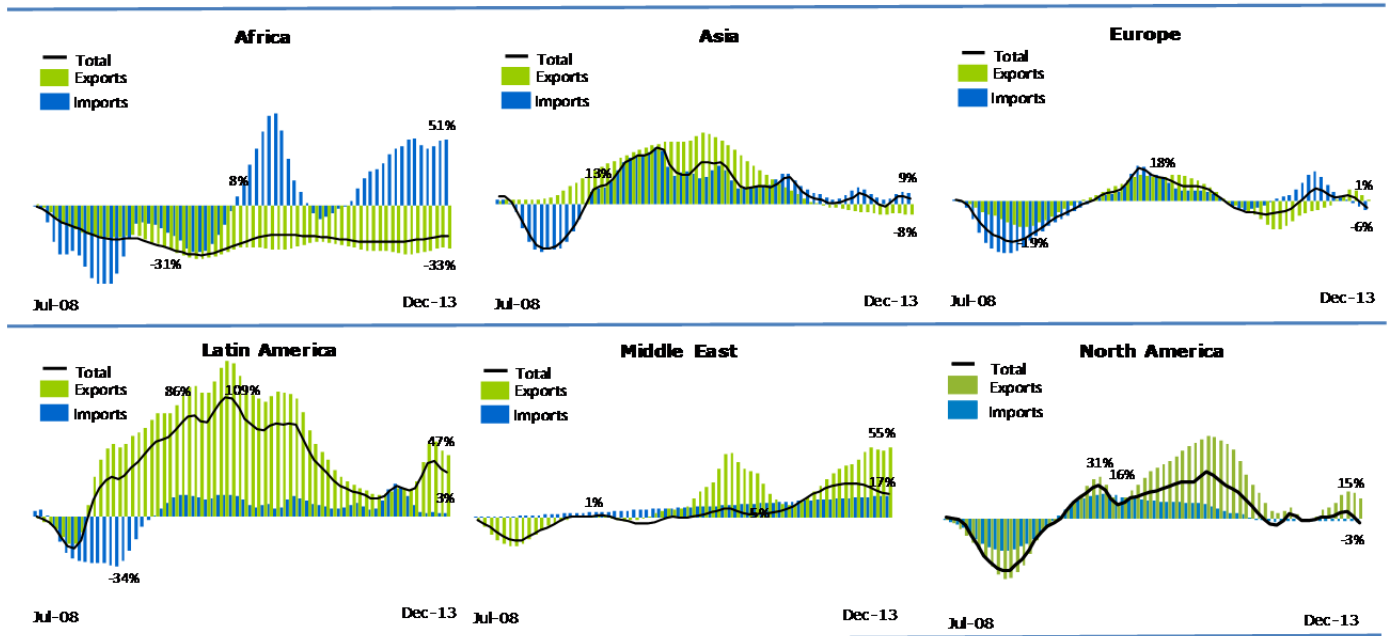 Africa
Total
Exports
Imports
51%
8%
-31%
-33%
Jul-08
Dec-13
Asia
Total
Exports
Imports
13%
9%
-8%
Jul-08
Dec-13
Europe
Total
Exports
Imports
18%
1%
-19%
-6%
Jul-08
Dec-13
Latin America
Total
Exports
Imports
86%
109%
47%
3%
-34%
Jul-08
Dec-13
Middle East
Total
Exports
Imports
55%
17%
1%
5%
Jul-08
Dec-13
North America
Total
Exports
Imports
31%
16%
15%
-3%
Jul-08
Dec-13